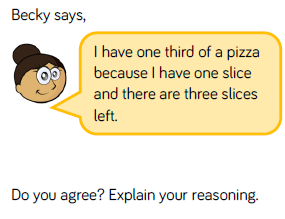 Becky says,
I have one third of a pizza
because I have one slice
and there are three slices
left.
Do you agree? Explain your reasoning.